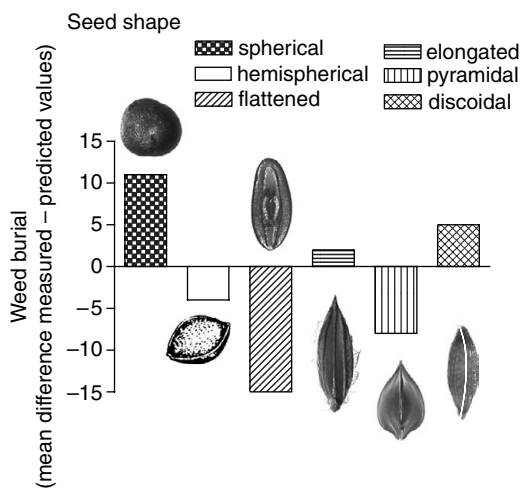 Seed shape
spherical
hemispherical
flattened
elongated
pyramidal
discoidal
15
10
5
0
−5
−10
−15
Weed burial
(mean difference measured – predicted values)